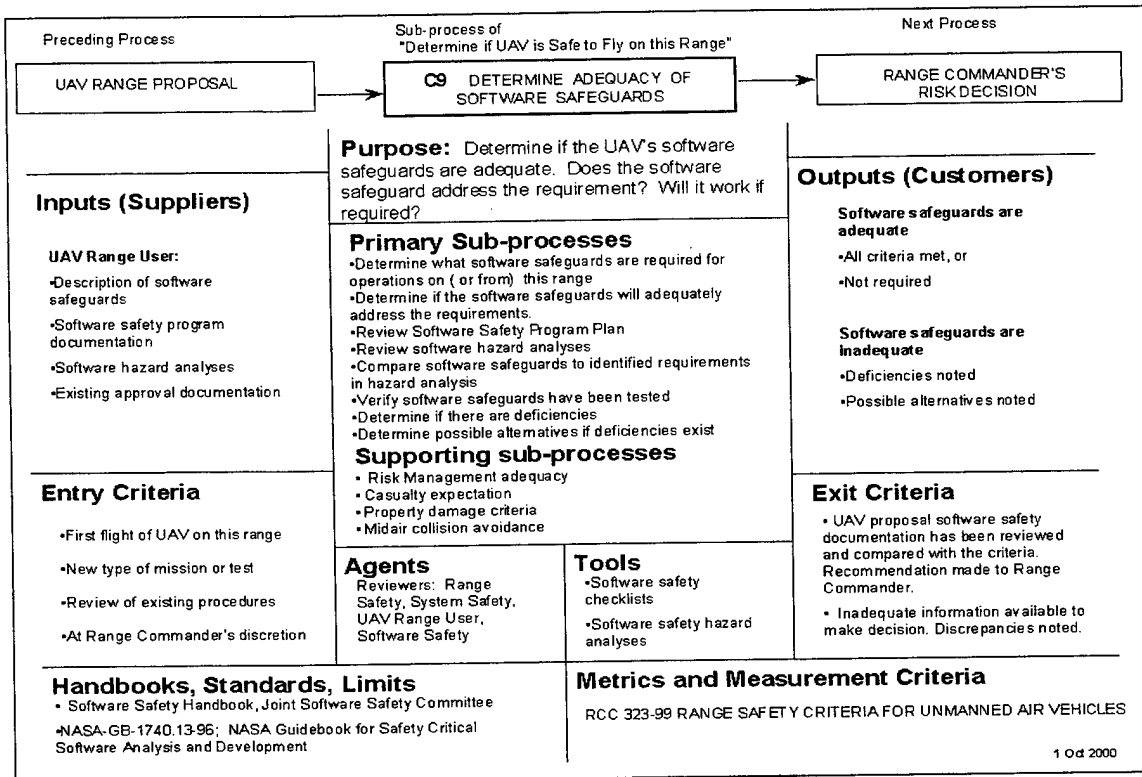 Preceding Process
Sub-process of
"Determine if UAV is Safe to Fly on this Range"
Next Process
UAV RANGE PROPOSAL
C9 DETERMINE ADEQUACY OF
SOFTWARE SAFEGUARDS
RANGE COMMANDER'S
RISK DECISION
Purpose: Determine if the UAV's software
safeguards are adequate. Does the software
safeguard address the requirement? Will it work if
required?
Inputs (Suppliers)
UAV Range User:
•Description of software
safeguards
•Software safety program
documentation
•Software hazard analyses
•Existing approval documentation
Primary Sub-processes
•Determine what software safeguards are required for
operations on ( or from) this range
•Determine if the software safeguards will adequately
address the requirements.
•Review Software Safety Program Plan
•Review software hazard analyses
•Compare software safeguards to identified requirements
in hazard analysis
•Verify software safeguards have been tested
•Determine if there are deficiencies
•Determine possible alternatives if deficiencies exist
Supporting sub-processes
• Risk Management adequacy
• Casualty expectation
• Property damage criteria
• Midair collision avoidance
Outputs (Customers)
Software safeguards are
adequate
•All criteria met, or
•Not required
Software safeguards are
inadequate
•Deficiencies noted
•Possible alternatives noted
Entry Criteria
•First flight of UAV on this range
•New type of mission or test
•Review of existing procedures
•At Range Commander's discretion
Agents
Reviewers: Range
Safety, System Safety,
UAV Range User,
Software Safety
Tools
•Software safety
checklists
•Software safety hazard
analyses
Exit Criteria
• UAV proposal software safety
documentation has been reviewed
and compared with the criteria.
Recommendation made to Range
Commander.
• Inadequate information available to
make decision. Discrepancies noted.
Handbooks, Standards, Limits
• Software Safety Handbook, Joint Software Safety Committee
•NASA-GB-1740.13-96; NASA Guidebook for Safety Critical
Software Analysis and Development
Metrics and Measurement Criteria
RCC 323-99 RANGE SAFETY CRITERIA FOR UNMANNED AIR VEHICLES
1 Oct 2000